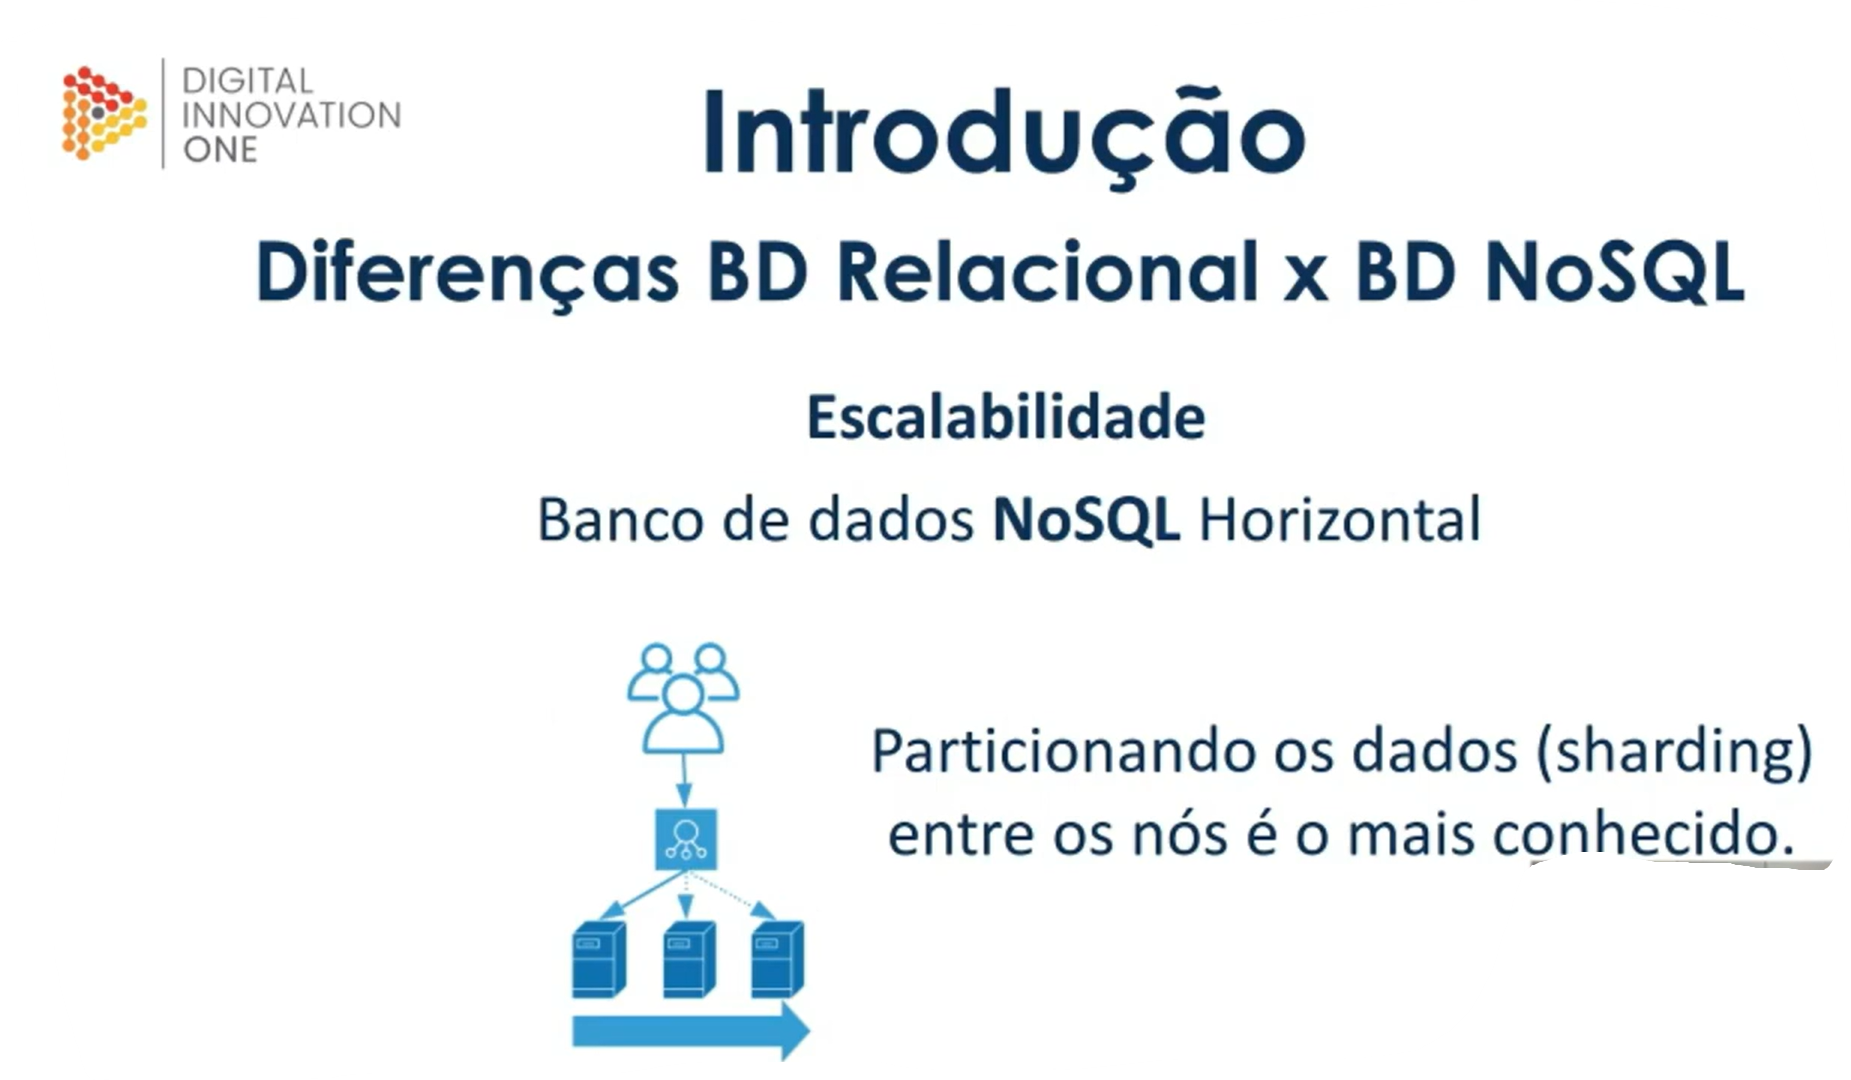 DIGITAL
INNOVATION
ONE
Introdução
Diferenças BD Relacional x BD NoSQL
Escalabilidade
Banco de dados NoSQL Horizontal
Particionando os dados (sharding)
entre os nós é o mais conhecido.